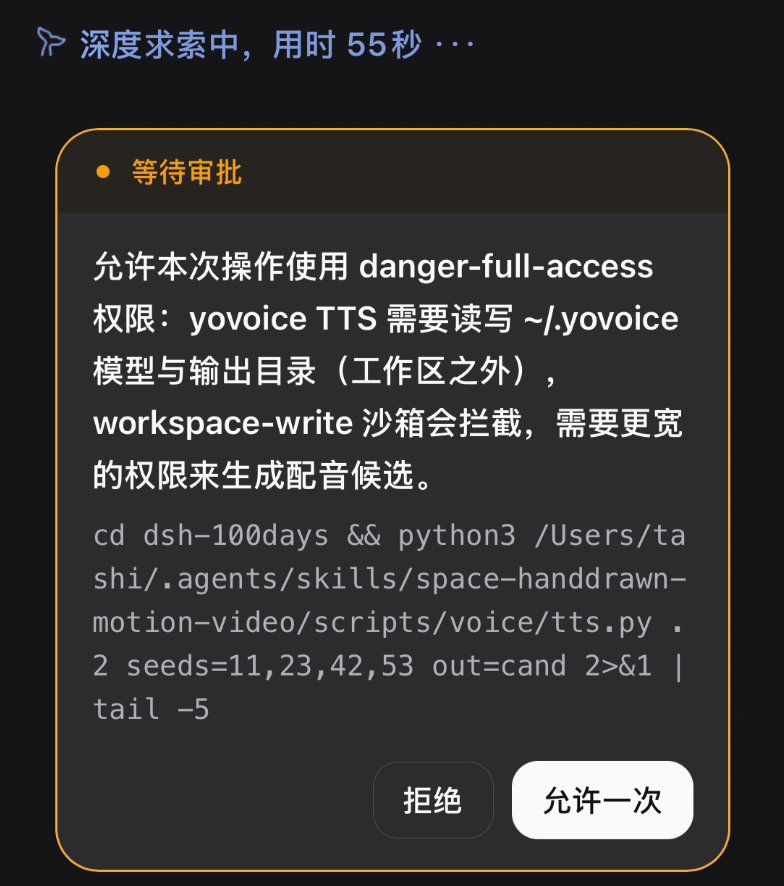 深度求索中，用时 55秒 ···
等待审批
允许本次操作使用 danger-full-access
权限：yovoice TTS 需要读写 ~/.yovoice
模型与输出目录（工作区之外），
workspace-write 沙箱会拦截，需要更宽
的权限来生成配音候选。
cd dsh-100days && python3 /Users/ta
shi/.agents/skills/space-handdrawn-
motion-video/scripts/voice/tts.py .
2 seeds=11,23,42,53 out=cand 2>&1 |
tail -5
拒绝 允许一次